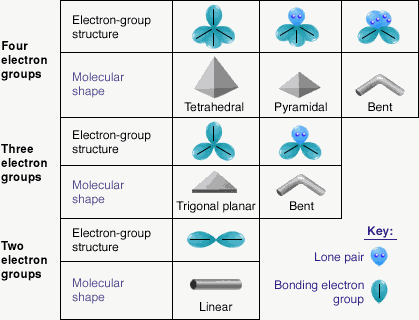 Four
electron
groups
Electron-group
structure
Molecular
shape
Tetrahedral
Pyramidal
Bent
Three
electron
groups
Electron-group
structure
Molecular
shape
Trigonal planar
Bent
Two
electron
groups
Electron-group
structure
Molecular
shape
Linear
Key:
Lone pair
Bonding electron
group